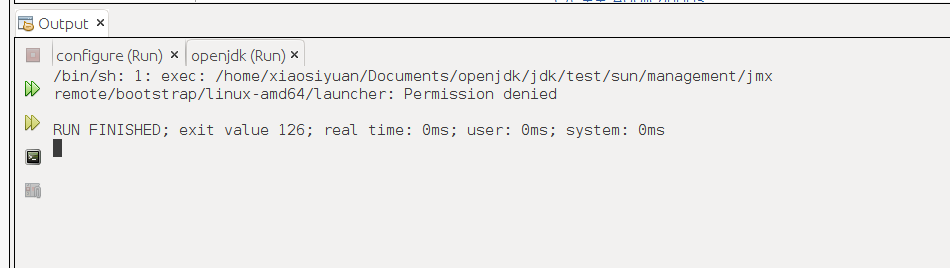 Output
configure (Run)
openjdk (Run)
/bin/sh: 1: exec: /home/xiaosiyuan/Documents/openjdk/jdk/test/sun/management/jmx
remote/bootstrap/linux-amd64/launcher: Permission denied
RUN FINISHED; exit value 126; real time: 0ms; user: 0ms; system: 0ms